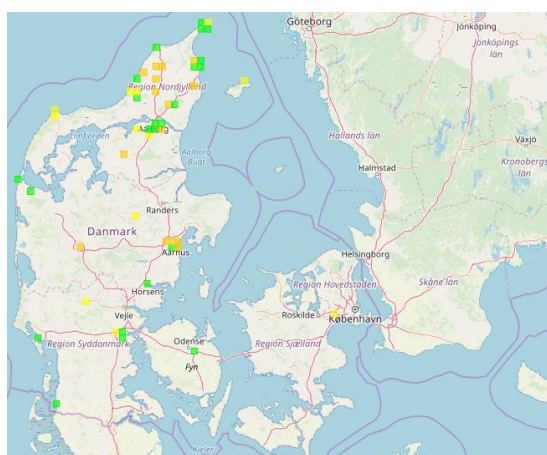 Göteborg
Jönköping
Jönköpings
län
Region Nordjylland
Limfjorden
Aalborg
Aalborg
Bugt
Hallands län
Växjö
Kronobergs
län
Halmstad
Randers
Danmark
Aarhus
Helsingborg
Skåne län
Horsens
Region Hovedstaden
Vejle
Roskilde
København
Region Syddanmark
Odense
Region Sjælland
Fyn
Kieler